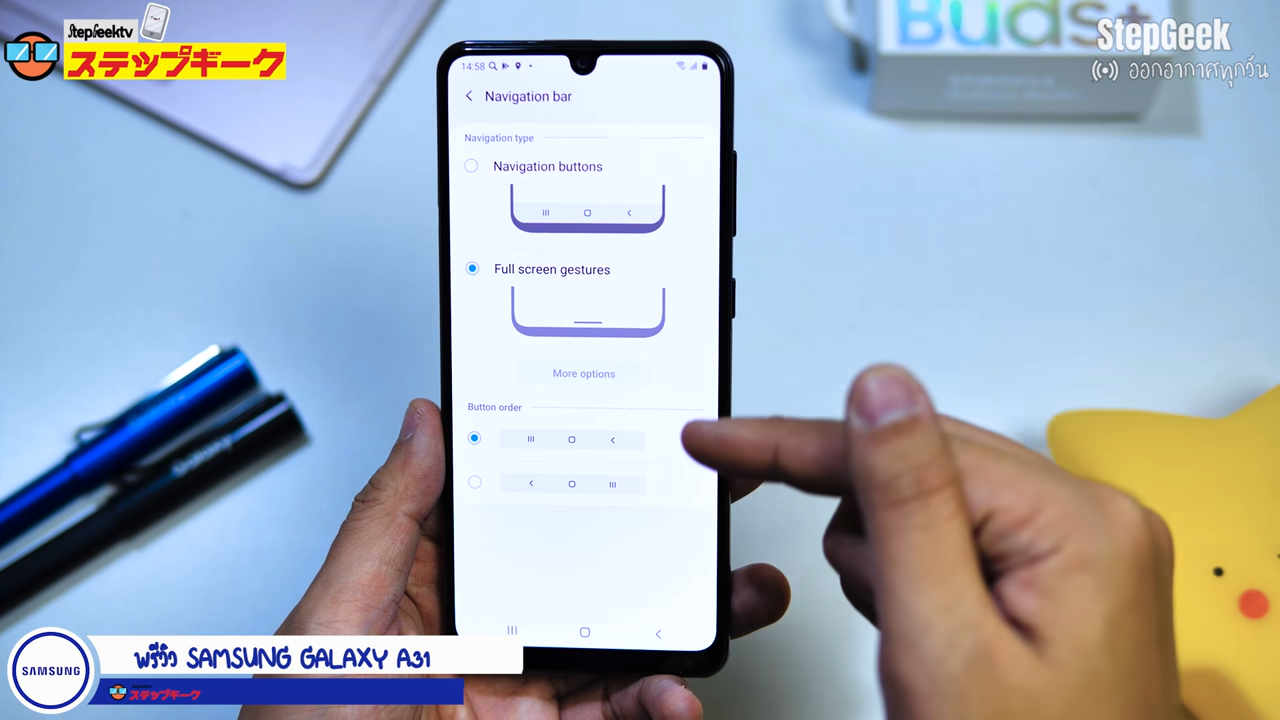 StepGeektv
ステップギーク
Buds+
StepGeek
ออกอากาศทุกวัน
14:58
Navigation bar
Navigation type
Navigation buttons
Full screen gestures
More options
Button order
SAMSUNG
พรีวิว SAMSUNG GALAXY A31
ステップギーク